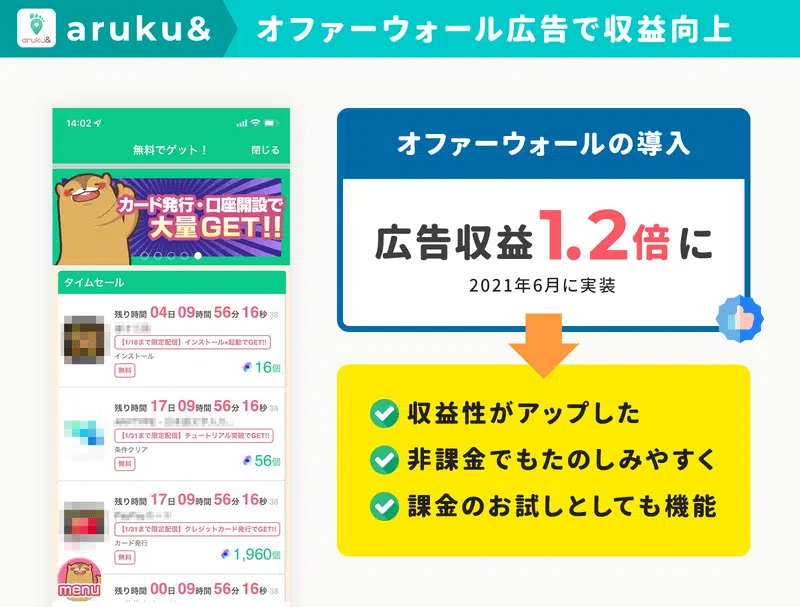 aruku&
aruku&
オファーウォール広告で収益向上
14:02
無料でゲット！
閉じる
カード発行・口座開設で
大量GET!!
タイムセール
残り時間 04日 09時間 56分 16秒 38
【1/18まで限定配信】インストール+起動でGET!!
インストール
無料
16個
残り時間 17日 09時間 56分 16秒 38
【1/31まで限定配信】チュートリアル突破でGET!!
条件クリア
無料
56個
残り時間 17日 09時間 56分 16秒 38
【1/31まで限定配信】クレジットカード発行でGET!!
カード発行
無料
1,960個
menu
残り時間 00日 09時間 56分 16秒 38
オファーウォールの導入
広告収益1.2倍に
2021年6月に実装
収益性がアップした
非課金でもたのしみやすく
課金のお試しとしても機能